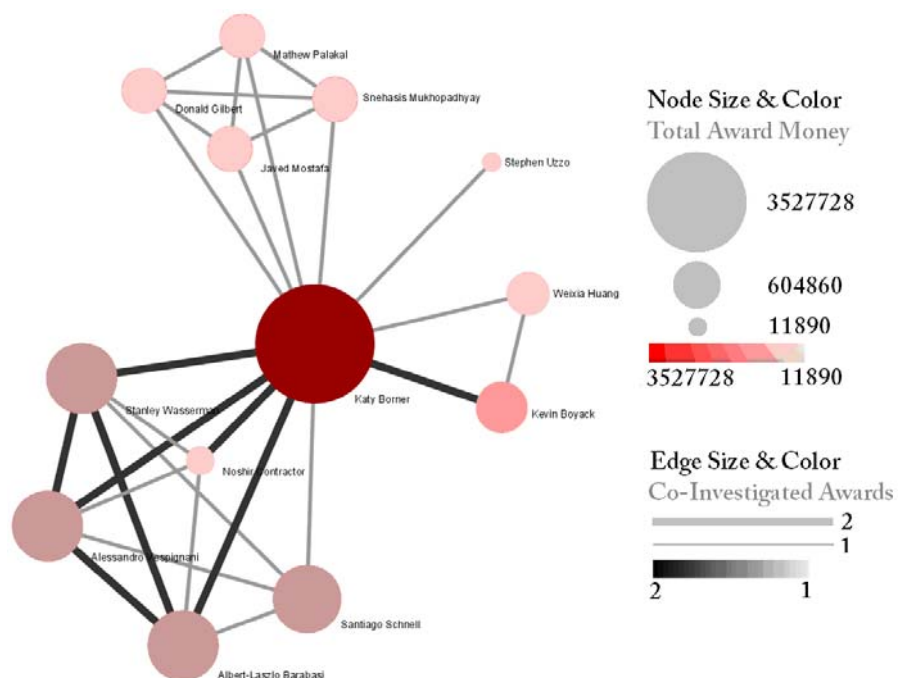 Mathew Palakal
Snehasis Mukhopadhyay
Donald Gilbert
Javed Mostafa
Stephen Uzzo
Weixia Huang
Katy Borner
Kevin Boyack
Stanley Wasserman
Noshir Contractor
Alessandro Vespignani
Santiago Schnell
Albert-Laszlo Barabasi
Node Size & Color
Total Award Money
3527728
604860
11890
3527728 11890
Edge Size & Color
Co-Investigated Awards
2
1
2 1